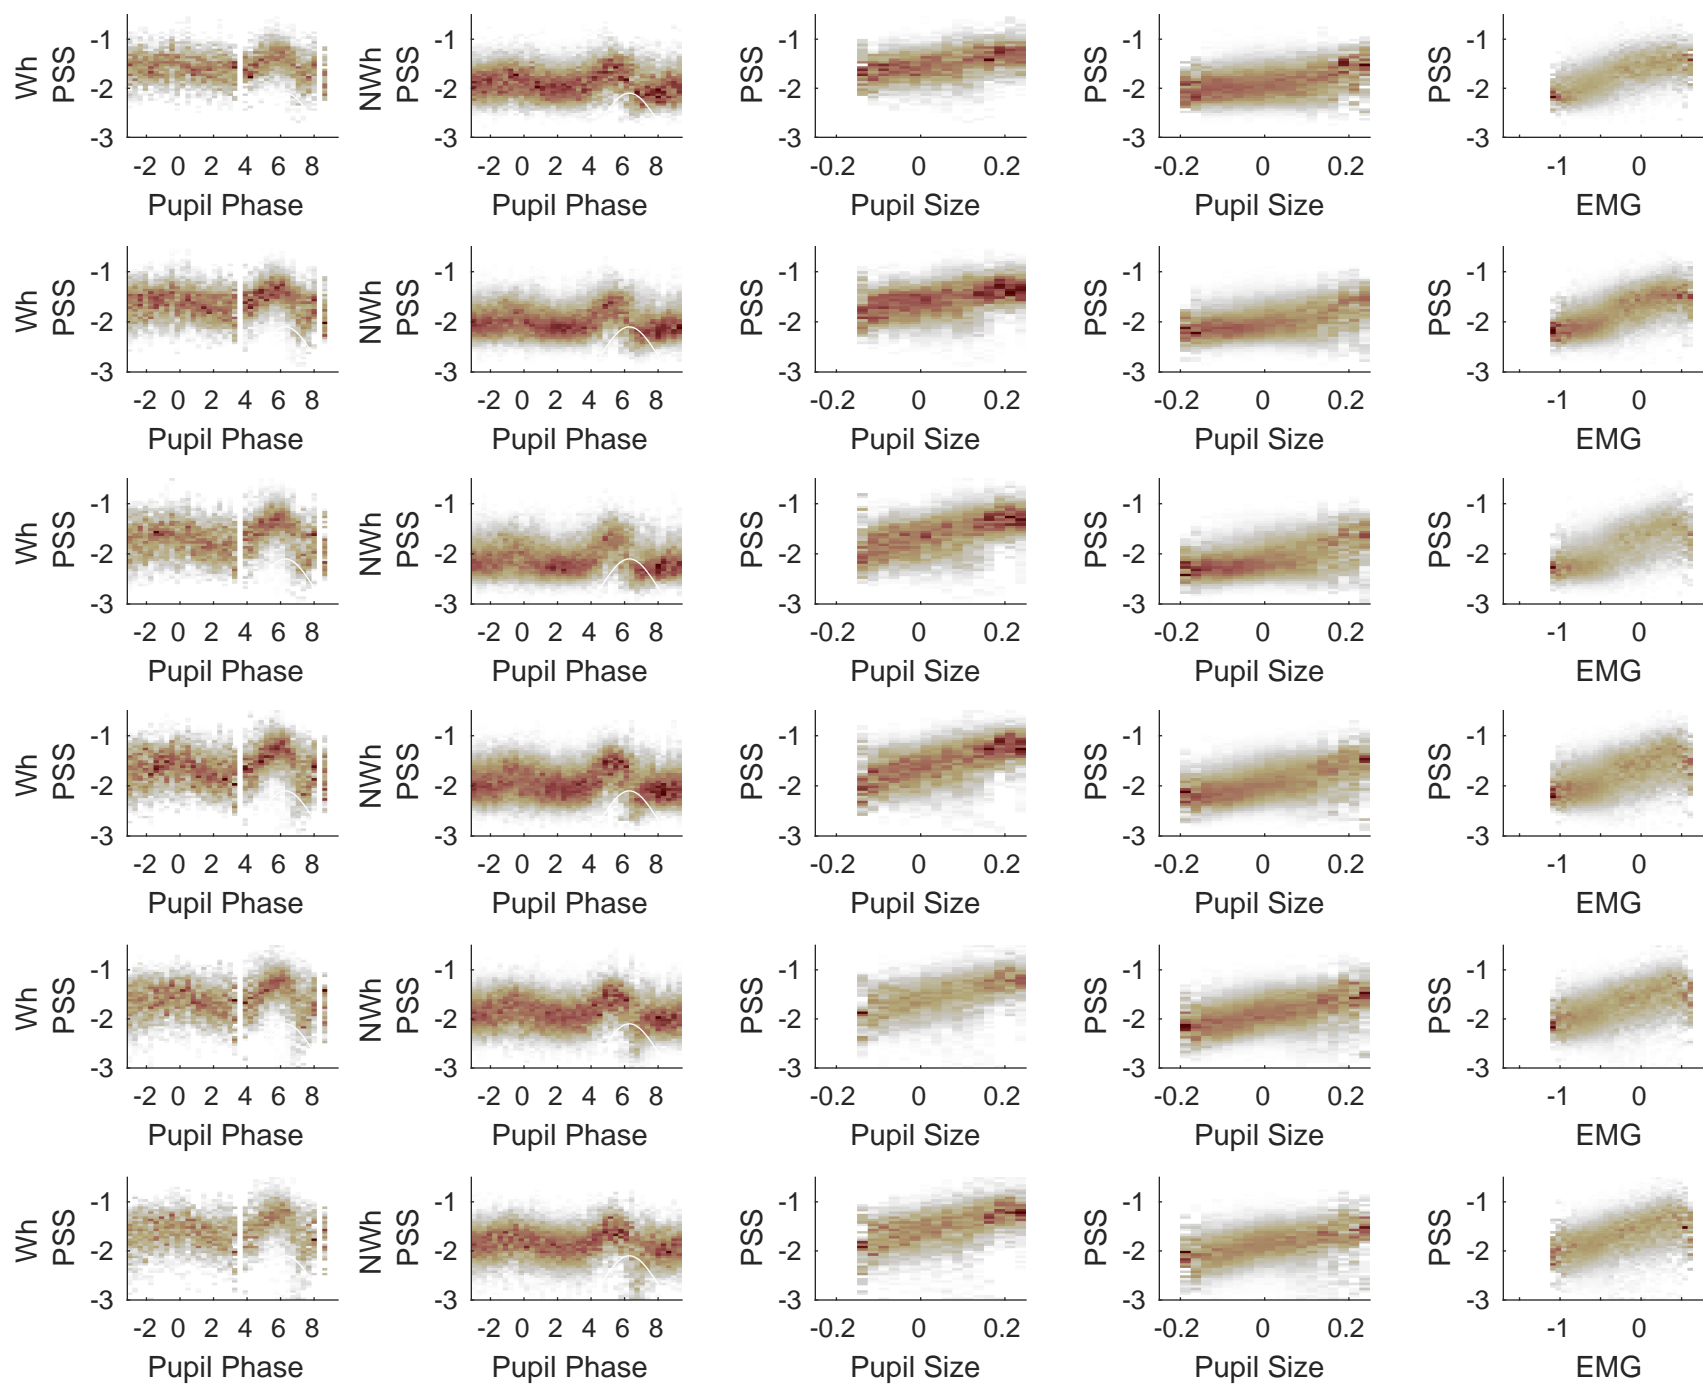 Wh PSS -1 -2 -3 NWh PSS -1 -2 -3 PSS -1 -2 -3 PSS -1 -2 -3 -1 -2 -3
-2 0 2 4 6 8 -2 0 2 4 6 8 -0.2 0 0.2 -0.2 0 0.2 -1 0
Pupil Phase Pupil Phase Pupil Size Pupil Size EMG
Wh PSS -1 -2 -3 NWh PSS -1 -2 -3 PSS -1 -2 -3 PSS -1 -2 -3 -1 -2 -3
-2 0 2 4 6 8 -2 0 2 4 6 8 -0.2 0 0.2 -0.2 0 0.2 -1 0
Pupil Phase Pupil Phase Pupil Size Pupil Size EMG
Wh PSS -1 -2 -3 NWh PSS -1 -2 -3 PSS -1 -2 -3 PSS -1 -2 -3 PSS -1 -2 -3
-2 0 2 4 6 8 -2 0 2 4 6 8 -0.2 0 0.2 -0.2 0 0.2 -1 0
Pupil Phase Pupil Phase Pupil Size Pupil Size EMG
Wh PSS -1 -2 -3 NWh PSS -1 -2 -3 PSS -1 -2 -3 PSS -1 -2 -3 PSS -1 -2 -3
-2 0 2 4 6 8 -2 0 2 4 6 8 -0.2 0 0.2 -0.2 0 0.2 -1 0
Pupil Phase Pupil Phase Pupil Size Pupil Size EMG
Wh PSS -1 -2 -3 NWh PSS -1 -2 -3 PSS -1 -2 -3 PSS -1 -2 -3 PSS -1 -2 -3
-2 0 2 4 6 8 -2 0 2 4 6 8 -0.2 0 0.2 -0.2 0 0.2 -1 0
Pupil Phase Pupil Phase Pupil Size Pupil Size EMG
Wh PSS -1 -2 -3 NWh PSS -1 -2 -3 PSS -1 -2 -3 PSS -1 -2 -3 PSS -1 -2 -3
-2 0 2 4 6 8 -2 0 2 4 6 8 -0.2 0 0.2 -0.2 0 0.2 -1 0
Pupil Phase Pupil Phase Pupil Size Pupil Size EMG